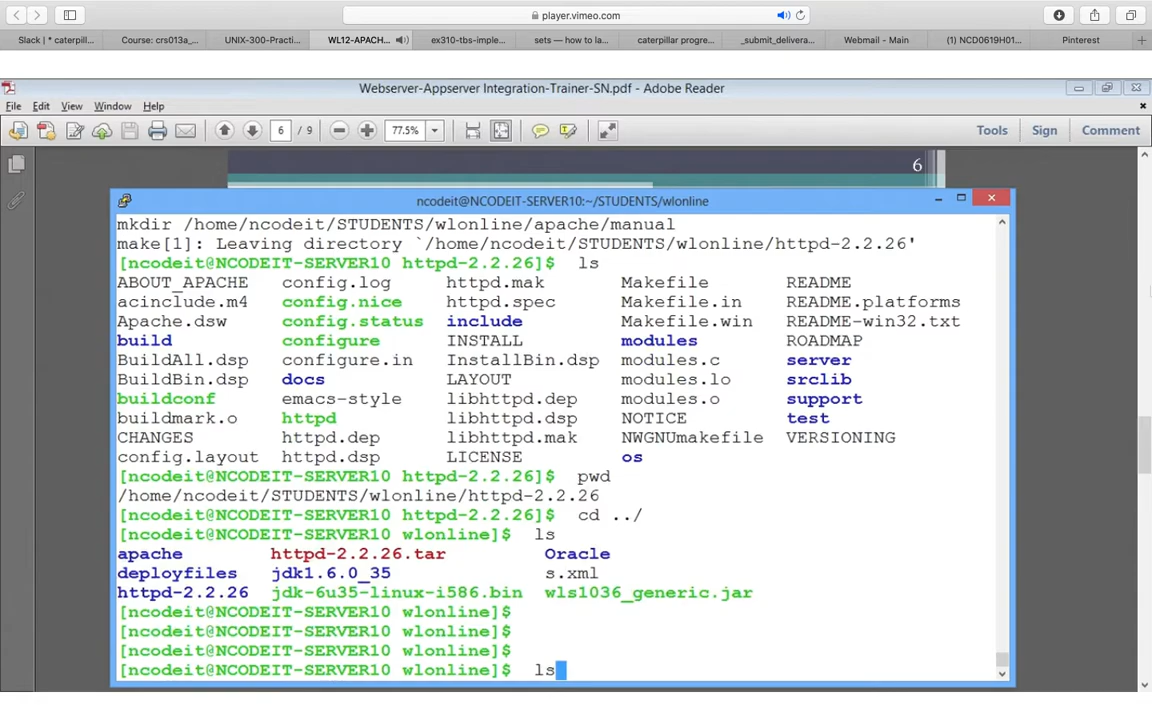 player.vimeo.com
Slack | * caterpill... Course: crs013a_... UNIX-300-Practi... WL12-APACH... ex310-tbs-imple... sets — how to la... caterpillar progre... _submit_delivera... Webmail - Main (1) NCD0619H01... Pinterest
Webserver-Appserver Integration-Trainer-SN.pdf - Adobe Reader
File Edit View Window Help
6 / 9 77.5% Tools Sign Comment
6
ncodeit@NCODEIT-SERVER10:~/STUDENTS/wlonline
mkdir /home/ncodeit/STUDENTS/wlonline/apache/manual
make[1]: Leaving directory `/home/ncodeit/STUDENTS/wlonline/httpd-2.2.26'
[ncodeit@NCODEIT-SERVER10 httpd-2.2.26]$ ls
ABOUT_APACHE config.log httpd.mak Makefile README
acinclude.m4 config.nice httpd.spec Makefile.in README.platforms
Apache.dsw config.status include Makefile.win README-win32.txt
build configure INSTALL modules ROADMAP
BuildAll.dsp configure.in InstallBin.dsp modules.c server
BuildBin.dsp docs LAYOUT modules.lo srclib
buildconf emacs-style libhttpd.dep modules.o support
buildmark.o httpd libhttpd.dsp NOTICE test
CHANGES httpd.dep libhttpd.mak NWGNUmakefile VERSIONING
config.layout httpd.dsp LICENSE os
[ncodeit@NCODEIT-SERVER10 httpd-2.2.26]$ pwd
/home/ncodeit/STUDENTS/wlonline/httpd-2.2.26
[ncodeit@NCODEIT-SERVER10 httpd-2.2.26]$ cd ../
[ncodeit@NCODEIT-SERVER10 wlonline]$ ls
apache httpd-2.2.26.tar Oracle
deployfiles jdk1.6.0_35 s.xml
httpd-2.2.26 jdk-6u35-linux-i586.bin wls1036_generic.jar
[ncodeit@NCODEIT-SERVER10 wlonline]$
[ncodeit@NCODEIT-SERVER10 wlonline]$
[ncodeit@NCODEIT-SERVER10 wlonline]$
[ncodeit@NCODEIT-SERVER10 wlonline]$ ls